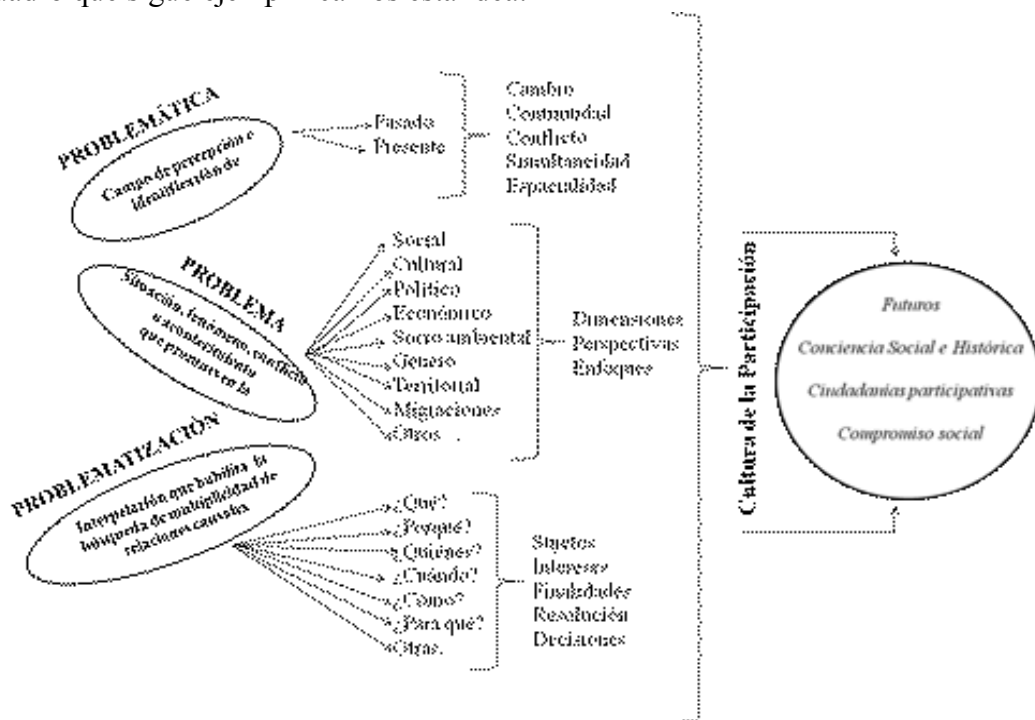 PROBLEMÁTICA
Campo de percepción e
identificación de
Pasado
Presente
Cambio
Continuidad
Conflicto
Simultaneidad
Espacialidad
PROBLEMA
Situación, fenómeno, conflicto
o acontecimiento
que promueve en la
Social
Cultural
Político
Económico
Socio ambiental
Género
Territorial
Migraciones
Otros
Dimensiones
Perspectivas
Enfoques
PROBLEMATIZACIÓN
Interpelación que habilita la
búsqueda de multiplicidad de
relaciones causales
¿Qué?
¿Porqué?
¿Quiénes?
¿Cuándo?
¿Cómo?
¿Para qué?
Otras.
Sujetos
Intereses
Finalidades
Resolución
Decisiones
Cultura de la Participación
Futuros
Conciencia Social e Histórica
Ciudadanías participativas
Compromiso social